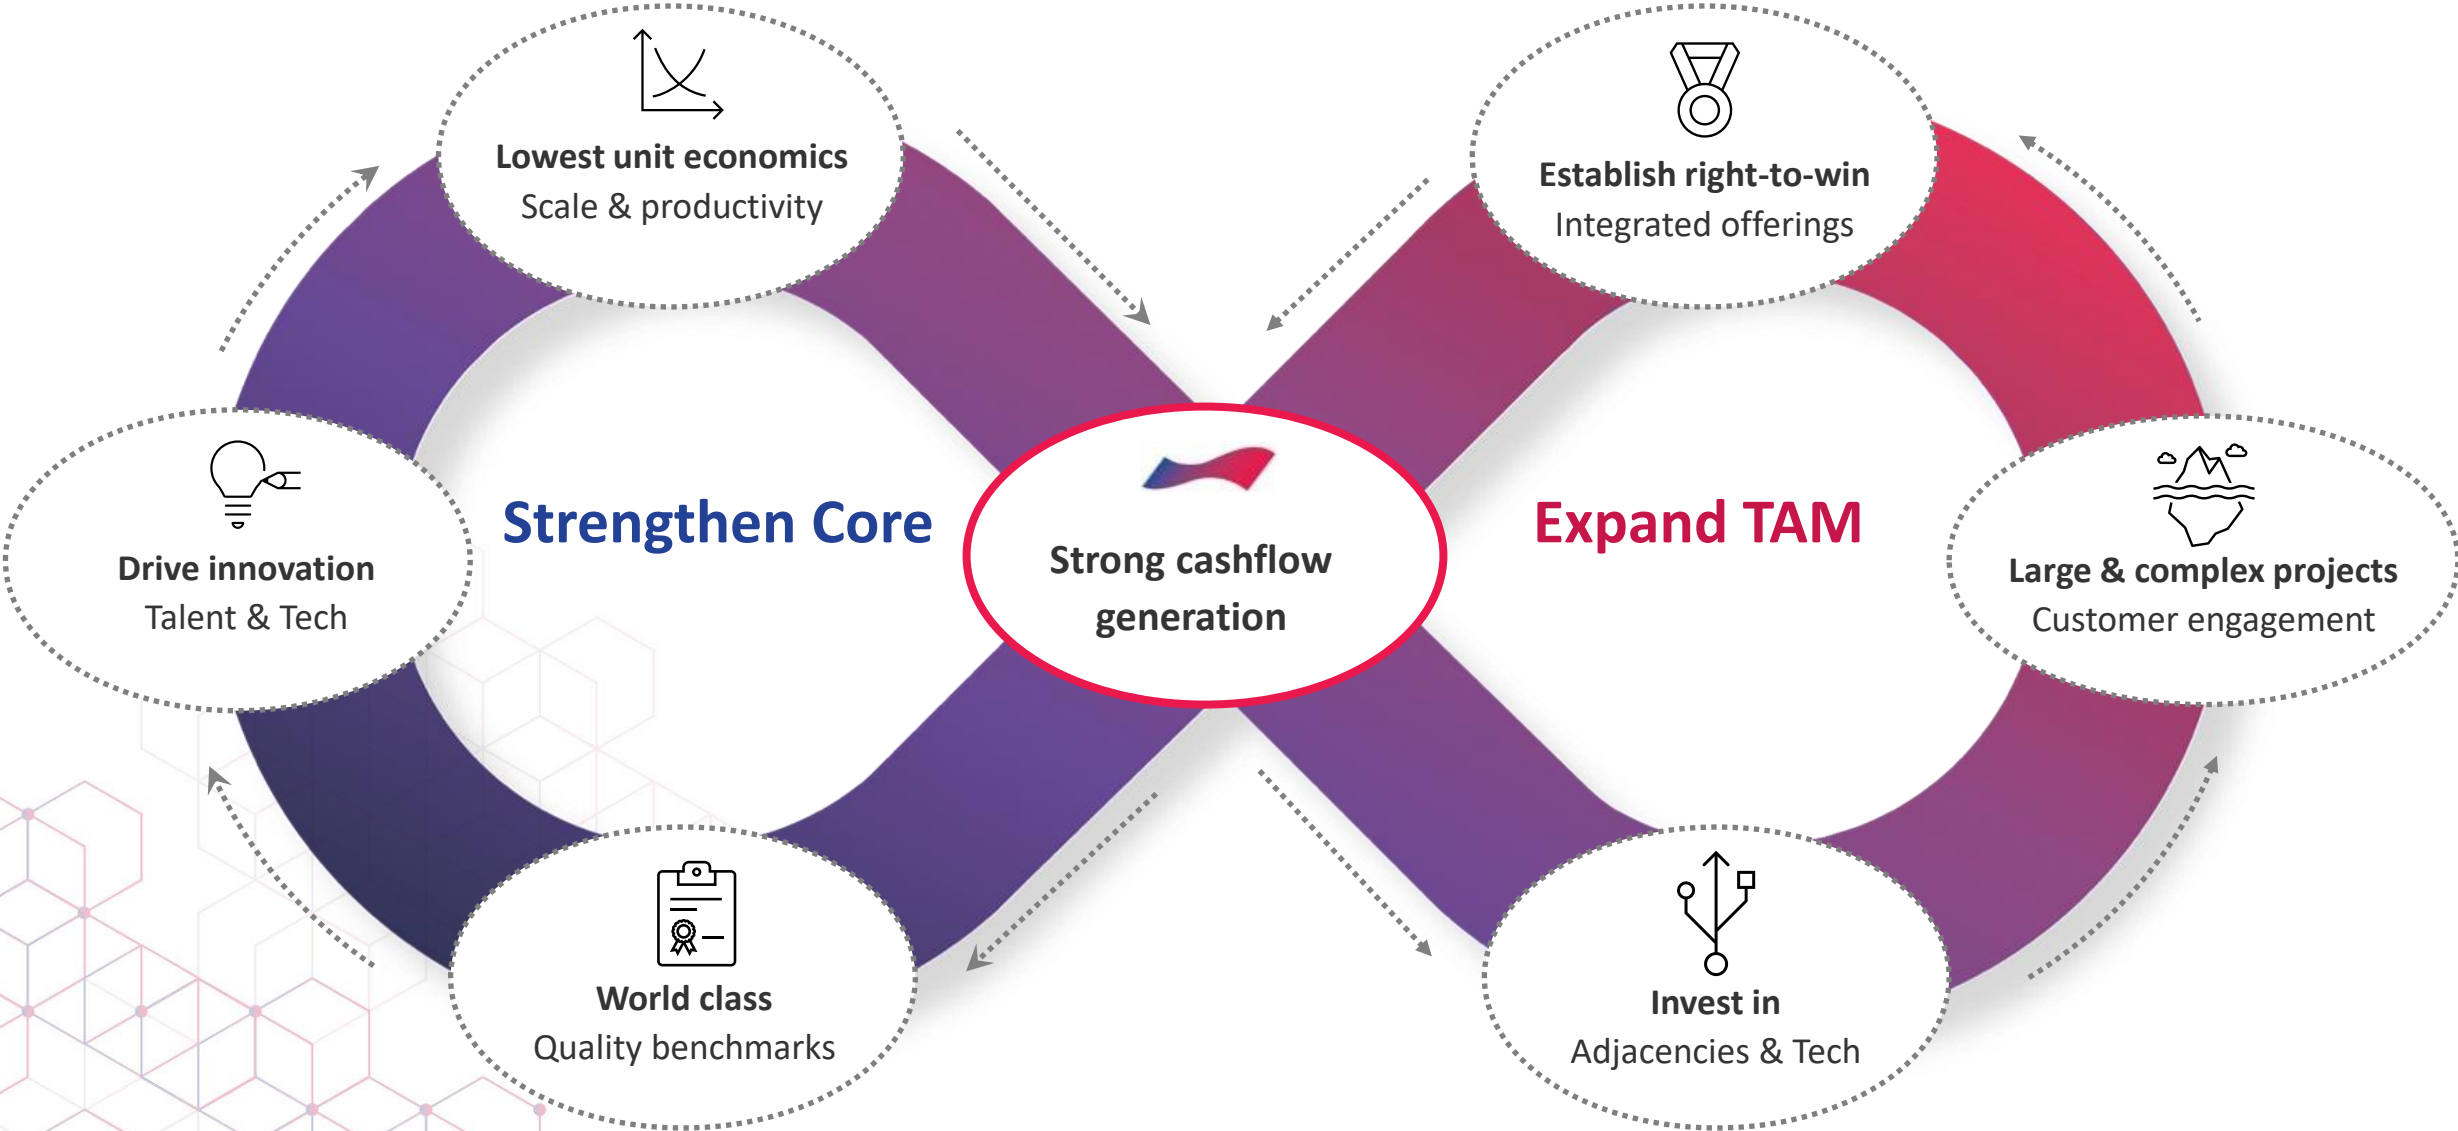 Lowest unit economics
Scale & productivity
Establish right-to-win
Integrated offerings
Drive innovation
Talent & Tech
Strengthen Core
Strong cashflow
generation
Expand TAM
Large & complex projects
Customer engagement
World class
Quality benchmarks
Invest in
Adjacencies & Tech